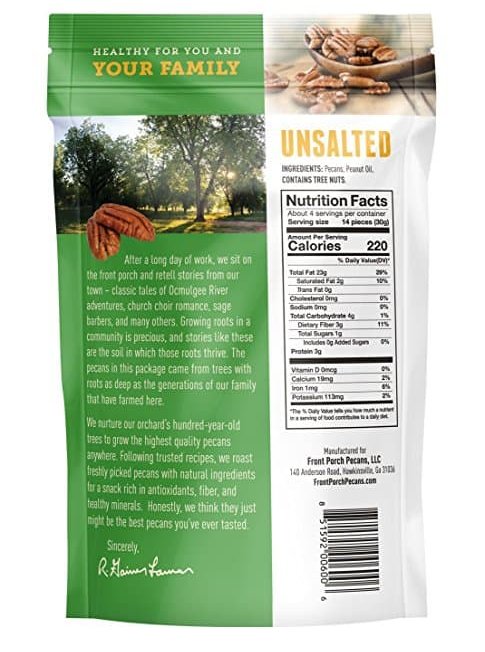 HEALTHY FOR YOU AND
YOUR FAMILY
After a long day of work, we sit on
the front porch and retell stories from our
town – classic tales of Ocmulgee River
adventures, church choir romance, sage
barbers, and many others. Growing roots in a
community is precious, and stories like these
are the soil in which those roots thrive. The
pecans in this package came from trees with
roots as deep as the generations of our family
that have farmed here.
We nurture our orchard's hundred-year-old
trees to grow the highest quality pecans
anywhere. Following trusted recipes, we roast
freshly picked pecans with natural ingredients
for a snack rich in antioxidants, fiber, and
healthy minerals. Honestly, we think they just
might be the best pecans you've ever tasted.
Sincerely,
UNSALTED
INGREDIENTS: Pecans, Peanut Oil.
CONTAINS TREE NUTS.
Nutrition Facts
About 4 servings per container
Serving size 14 pieces (30g)
Amount Per Serving
Calories 220
% Daily Value(DV)*
Total Fat 23g 29%
Saturated Fat 2g 10%
Trans Fat 0g
Cholesterol 0mg 0%
Sodium 0mg 0%
Total Carbohydrate 4g 1%
Dietary Fiber 3g 11%
Total Sugars 1g
Includes 0g Added Sugars 0%
Protein 3g
Vitamin D 0mcg 0%
Calcium 19mg 2%
Iron 1mg 6%
Potassium 113mg 2%
*The % Daily Value tells you how much a nutrient
in a serving of food contributes to a daily diet.
Manufactured for
Front Porch Pecans, LLC
140 Anderson Road, Hawkinsville, Ga 31036
FrontPorchPecans.com
8 51592 00600 6